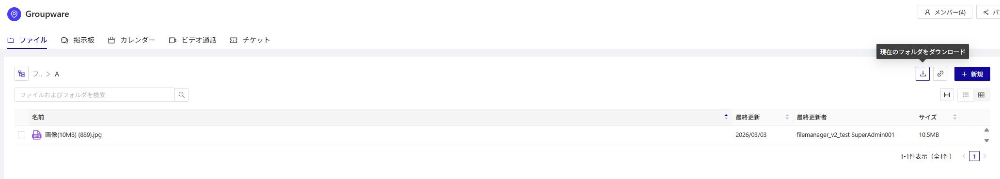 Groupware
メンバー(4)
パ
ファイル 掲示板 カレンダー ビデオ通話 チケット
現在のフォルダをダウンロード
フ.. > A
+ 新規
ファイルおよびフォルダを検索
名前 最終更新 最終更新者 サイズ
JPG 画像(10MB) (889).jpg 2026/03/03 filemanager_v2_test SuperAdmin001 10.5MB
1-1件表示（全1件） < 1 >